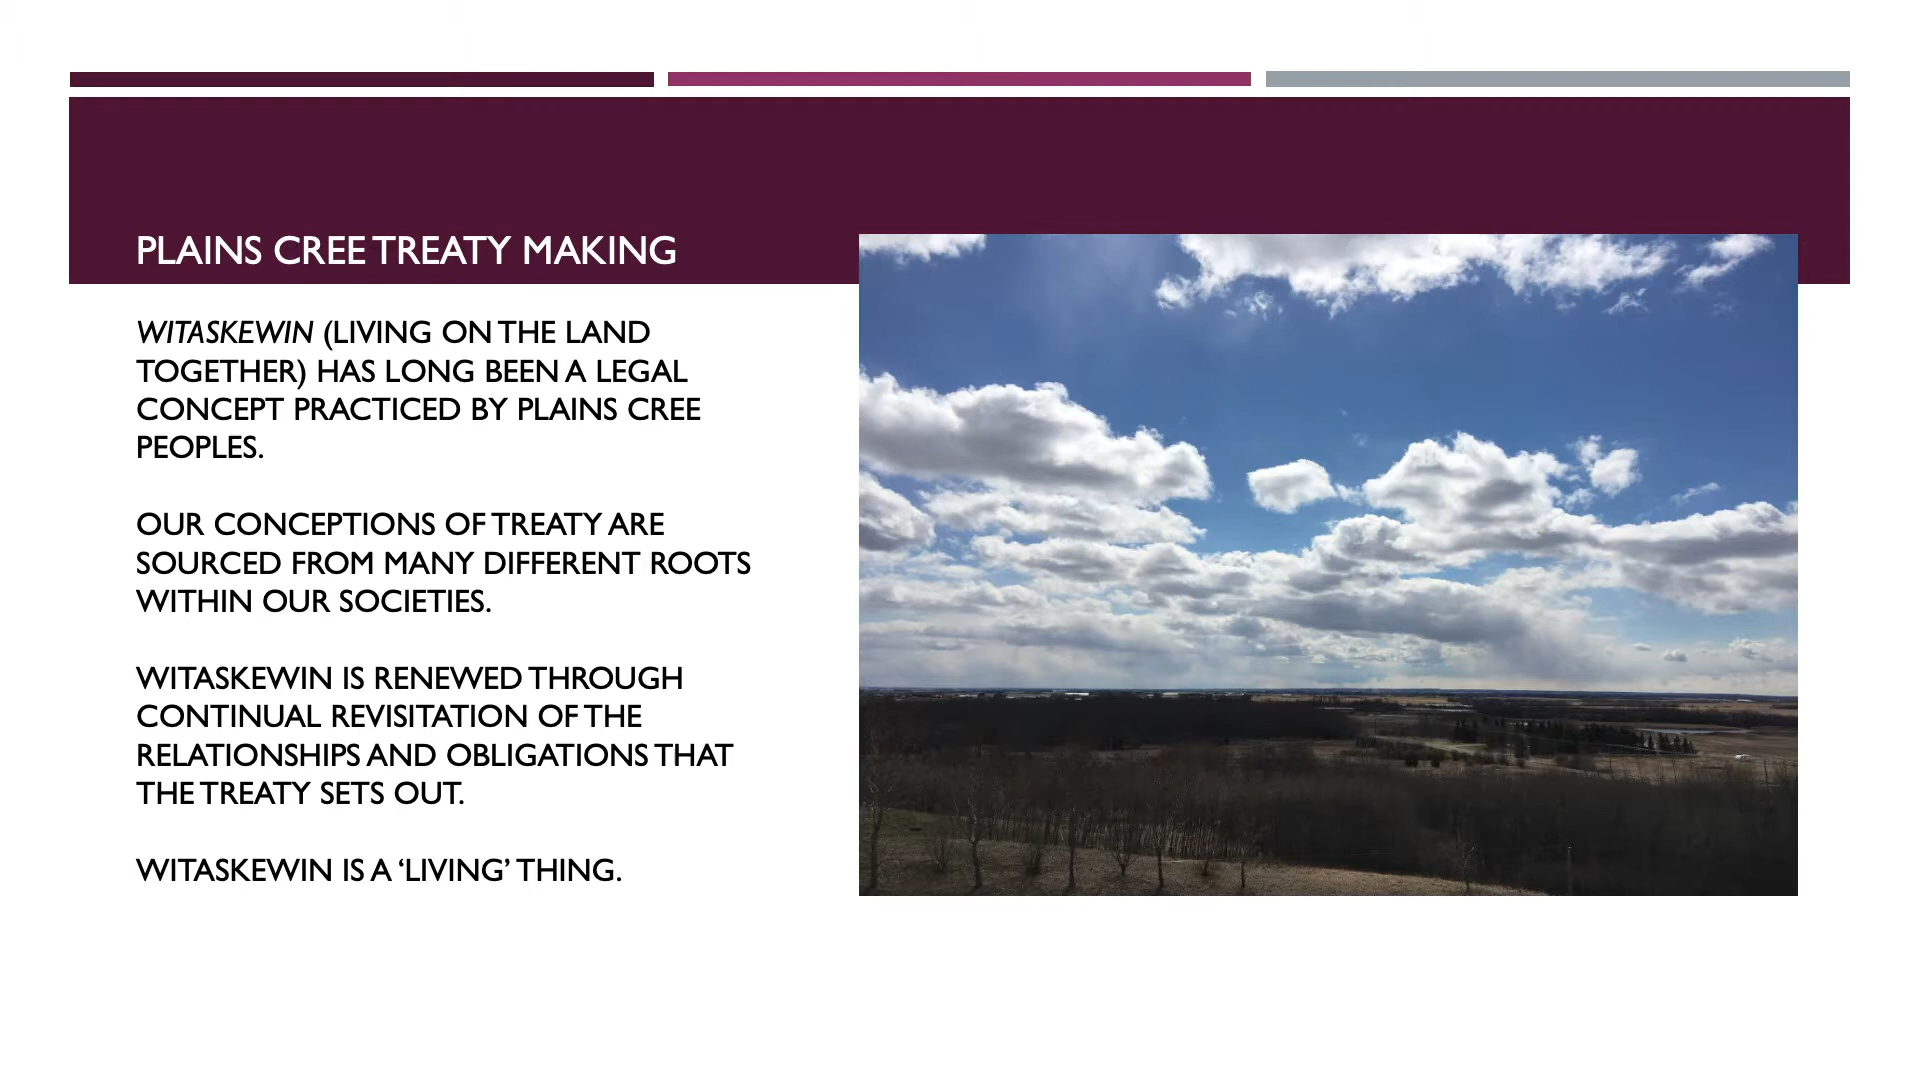 PLAINS CREE TREATY MAKING
WITASKEWIN (LIVING ON THE LAND
TOGETHER) HAS LONG BEEN A LEGAL
CONCEPT PRACTICED BY PLAINS CREE
PEOPLES.
OUR CONCEPTIONS OF TREATY ARE
SOURCED FROM MANY DIFFERENT ROOTS
WITHIN OUR SOCIETIES.
WITASKEWIN IS RENEWED THROUGH
CONTINUAL REVISITATION OF THE
RELATIONSHIPS AND OBLIGATIONS THAT
THE TREATY SETS OUT.
WITASKEWIN IS A ‘LIVING’ THING.